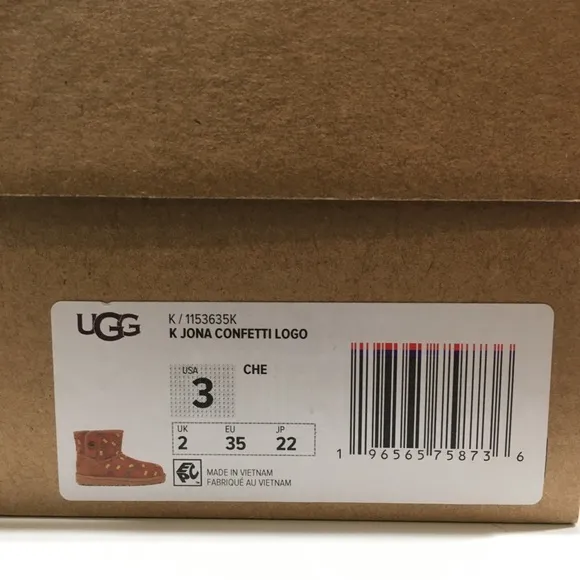 UGG
K / 1153635K
K JONA CONFETTI LOGO
USA
3
CHE
UK EU JP
2 35 22
MADE IN VIETNAM
FABRIQUÉ AU VIETNAM
1 96565 75873 6